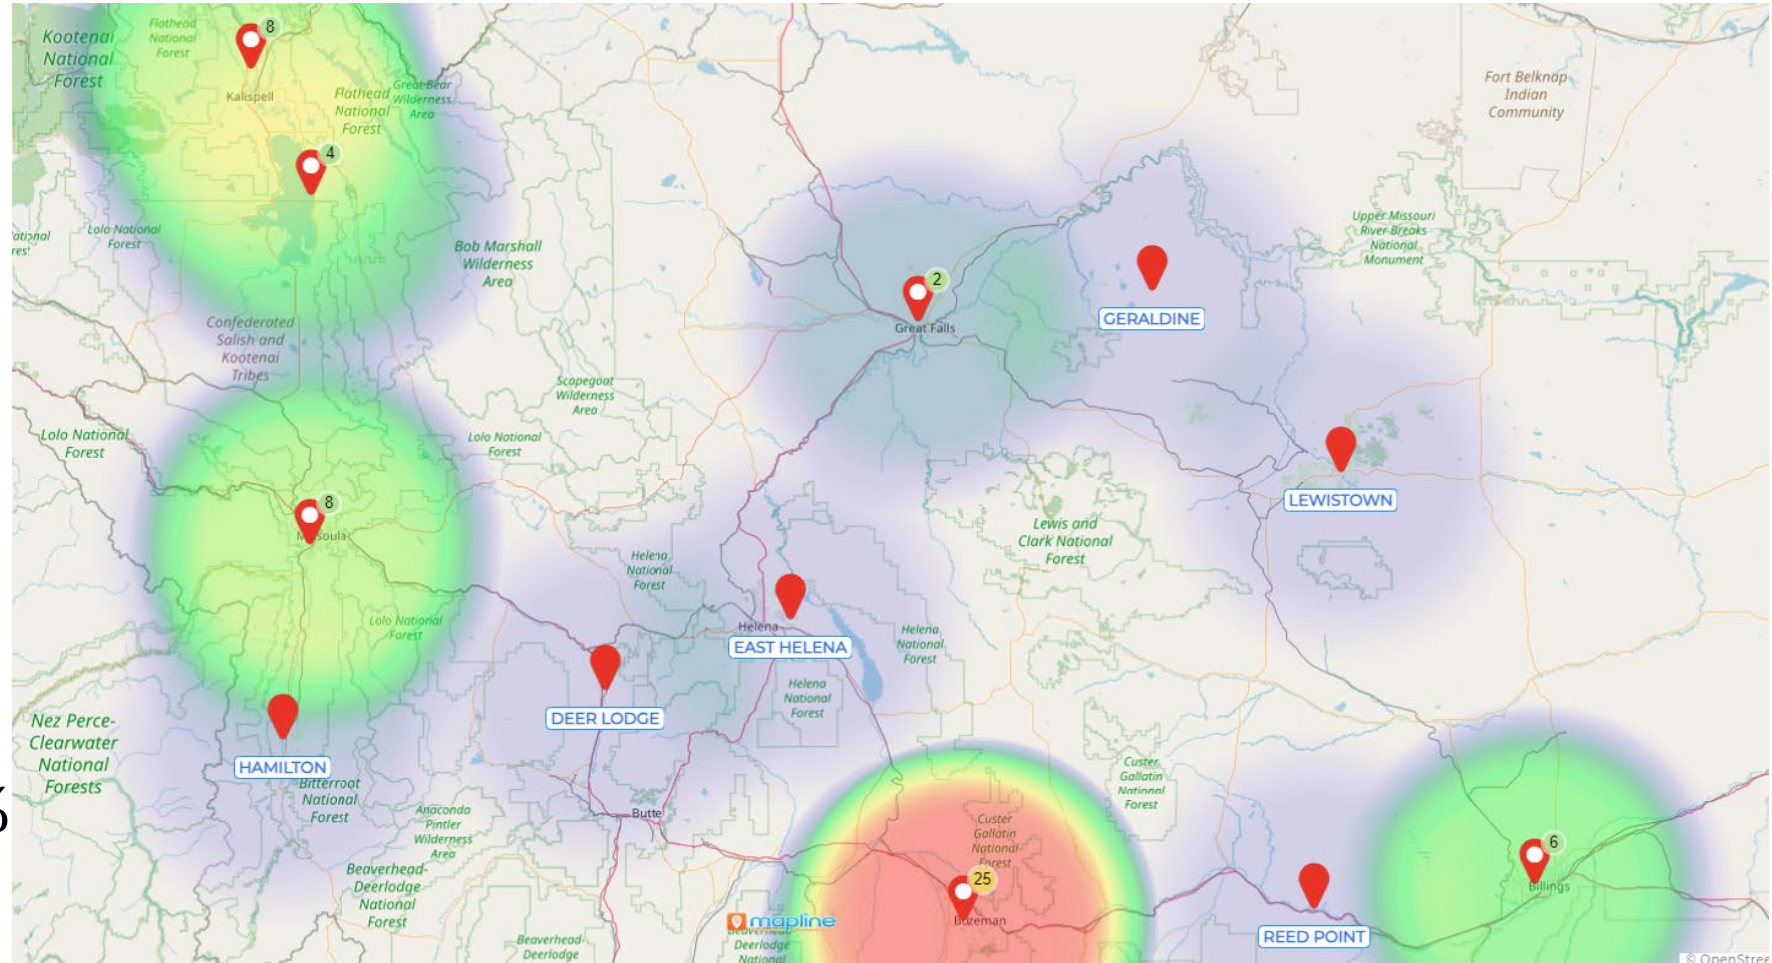 Kootenai
National
Forest
Flathead
National
Forest
8
Kalispell
Flathead
National
Forest
Great Bear
Wilderness
Area
4
Lolo National
Forest
Bob Marshall
Wilderness
Area
Confederated
Salish and
Kootenai
Tribes
Fort Belknap
Indian
Community
Upper Missouri
River Breaks
National
Monument
2
Great Falls
GERALDINE
Scapegoat
Wilderness
Area
Lolo National
Forest
Lolo National
Forest
8
LEWISTOWN
Lewis and
Clark National
Forest
Helena
National
Forest
Helena
EAST HELENA
Helena
National
Forest
Helena
National
Forest
Lolo National
Forest
DEER LODGE
HAMILTON
Nez Perce-
Clearwater
National
Forests
Bitterroot
National
Forest
Anaconda
Pintler
Wilderness
Area
Butte
Beaverhead-
Deerlodge
National
Forest
Beaverhead-
Deerlodge
Custer
Gallatin
National
Forest
Custer
Gallatin
National
Forest
25
Bozeman
mapline
Deerlodge
National
REED POINT
6
Billings
© OpenStree
%